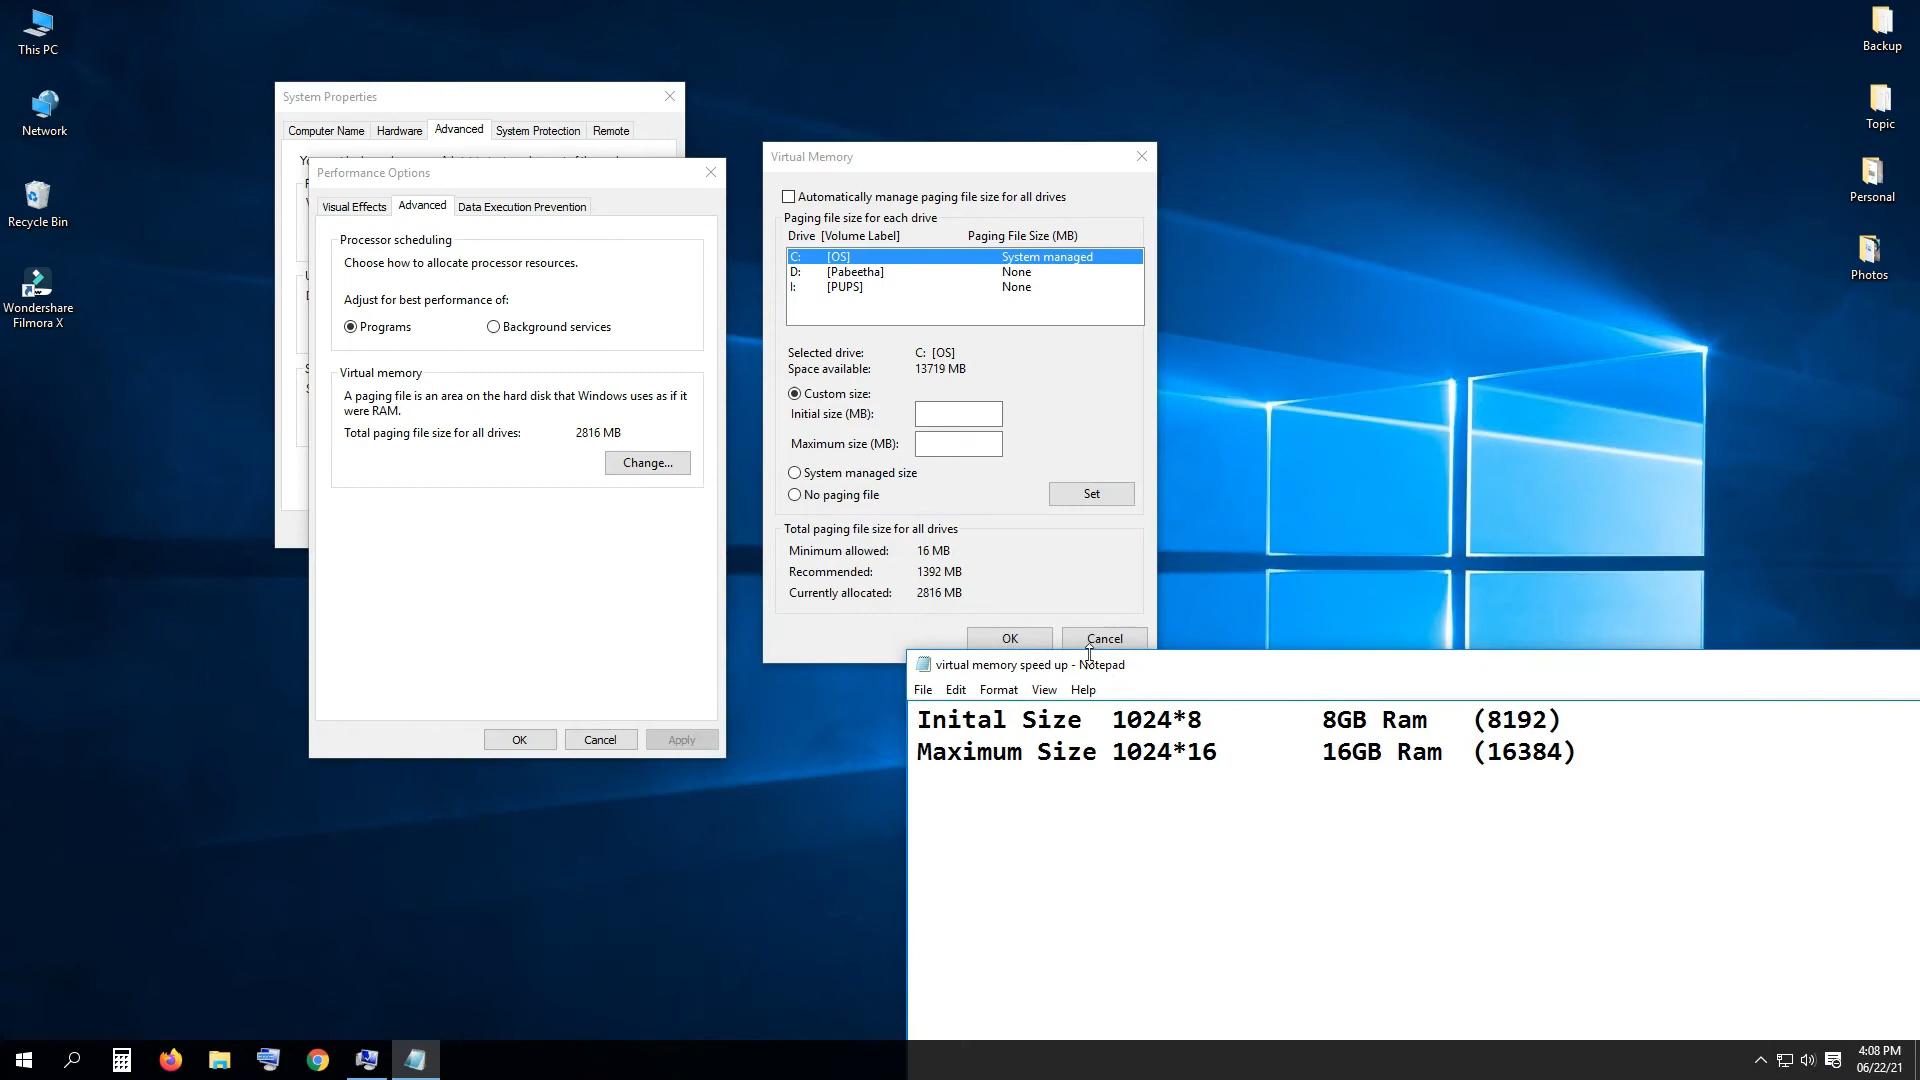 This PC
Network
Recycle Bin
Wondershare
Filmora X
Backup
Topic
Personal
Photos
System Properties
Computer Name
Hardware
Advanced
System Protection
Remote
Performance Options
Visual Effects
Advanced
Data Execution Prevention
Processor scheduling
Choose how to allocate processor resources.
Adjust for best performance of:
Programs
Background services
Virtual memory
A paging file is an area on the hard disk that Windows uses as if it
were RAM.
Total paging file size for all drives: 2816 MB
Change...
OK
Cancel
Apply
Virtual Memory
Automatically manage paging file size for all drives
Paging file size for each drive
Drive [Volume Label] Paging File Size (MB)
C: [OS] System managed
D: [Pabeetha] None
I: [PUPS] None
Selected drive: C: [OS]
Space available: 13719 MB
Custom size:
Initial size (MB):
Maximum size (MB):
System managed size
No paging file
Set
Total paging file size for all drives
Minimum allowed: 16 MB
Recommended: 1392 MB
Currently allocated: 2816 MB
OK
Cancel
virtual memory speed up - Notepad
File Edit Format View Help
Inital Size 1024*8 8GB Ram (8192)
Maximum Size 1024*16 16GB Ram (16384)
4:08 PM
06/22/21